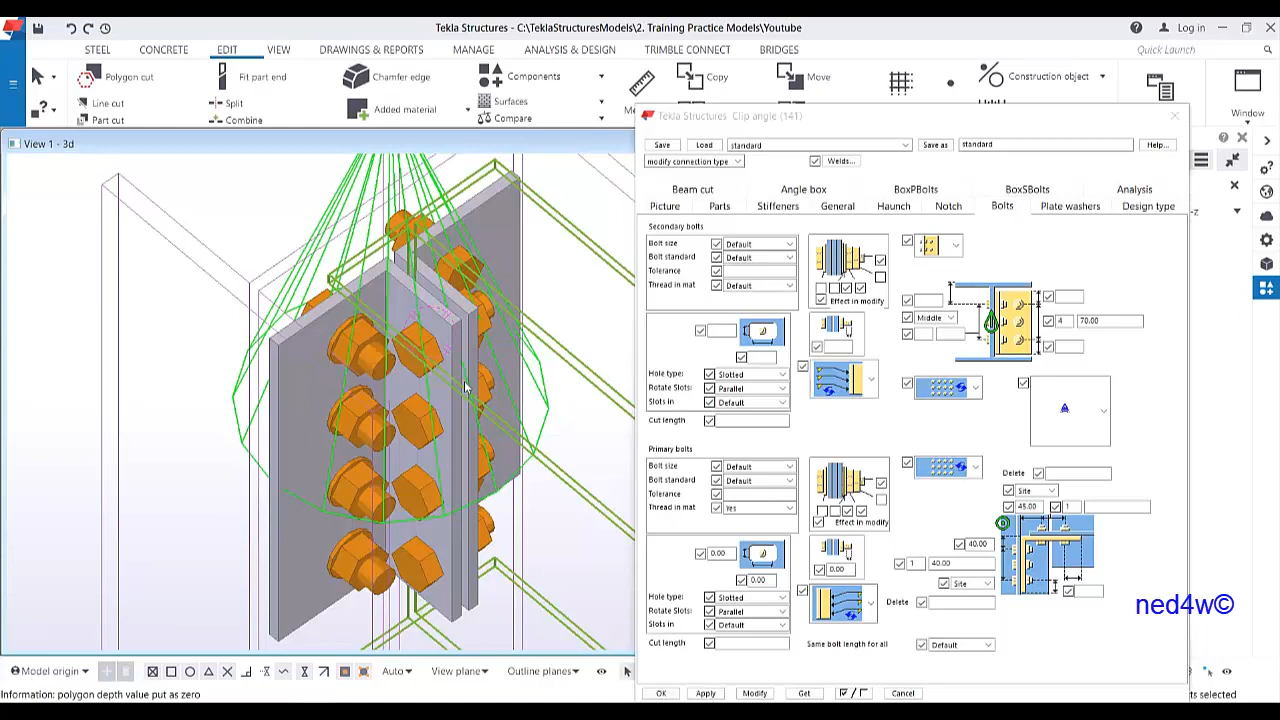 Tekla Structures - C:\TeklaStructuresModels\2. Training Practice Models\Youtube
Log in
STEEL CONCRETE EDIT VIEW DRAWINGS & REPORTS MANAGE ANALYSIS & DESIGN TRIMBLE CONNECT BRIDGES Quick Launch
Polygon cut Fit part end Chamfer edge Components Copy Move Construction object
Line cut Split Added material Surfaces
Part cut Combine Compare
Window
View 1 - 3d
Tekla Structures Clip angle (141)
Save Load standard Save as standard Help...
modify connection type Welds...
Beam cut Angle box BoxPBolts BoxSBolts Analysis
Picture Parts Stiffeners General Haunch Notch Bolts Plate washers Design type
Secondary bolts
Bolt size Default
Bolt standard Default
Tolerance
Thread in mat Default
Effect in modify
Middle
4 70.00
Hole type: Slotted
Rotate Slots: Parallel
Slots in Default
Cut length
Primary bolts
Bolt size Default
Bolt standard Default
Tolerance
Thread in mat Yes
Effect in modify
Delete
Site
45.00 1
0.00 0.00
0.00
40.00
1 40.00
Site
Delete
Hole type: Slotted
Rotate Slots: Parallel
Slots in Default
Cut length
Same bolt length for all Default
ned4w©
OK Apply Modify Get Cancel
Model origin Auto View plane Outline planes
Information: polygon depth value put as zero
ts selected